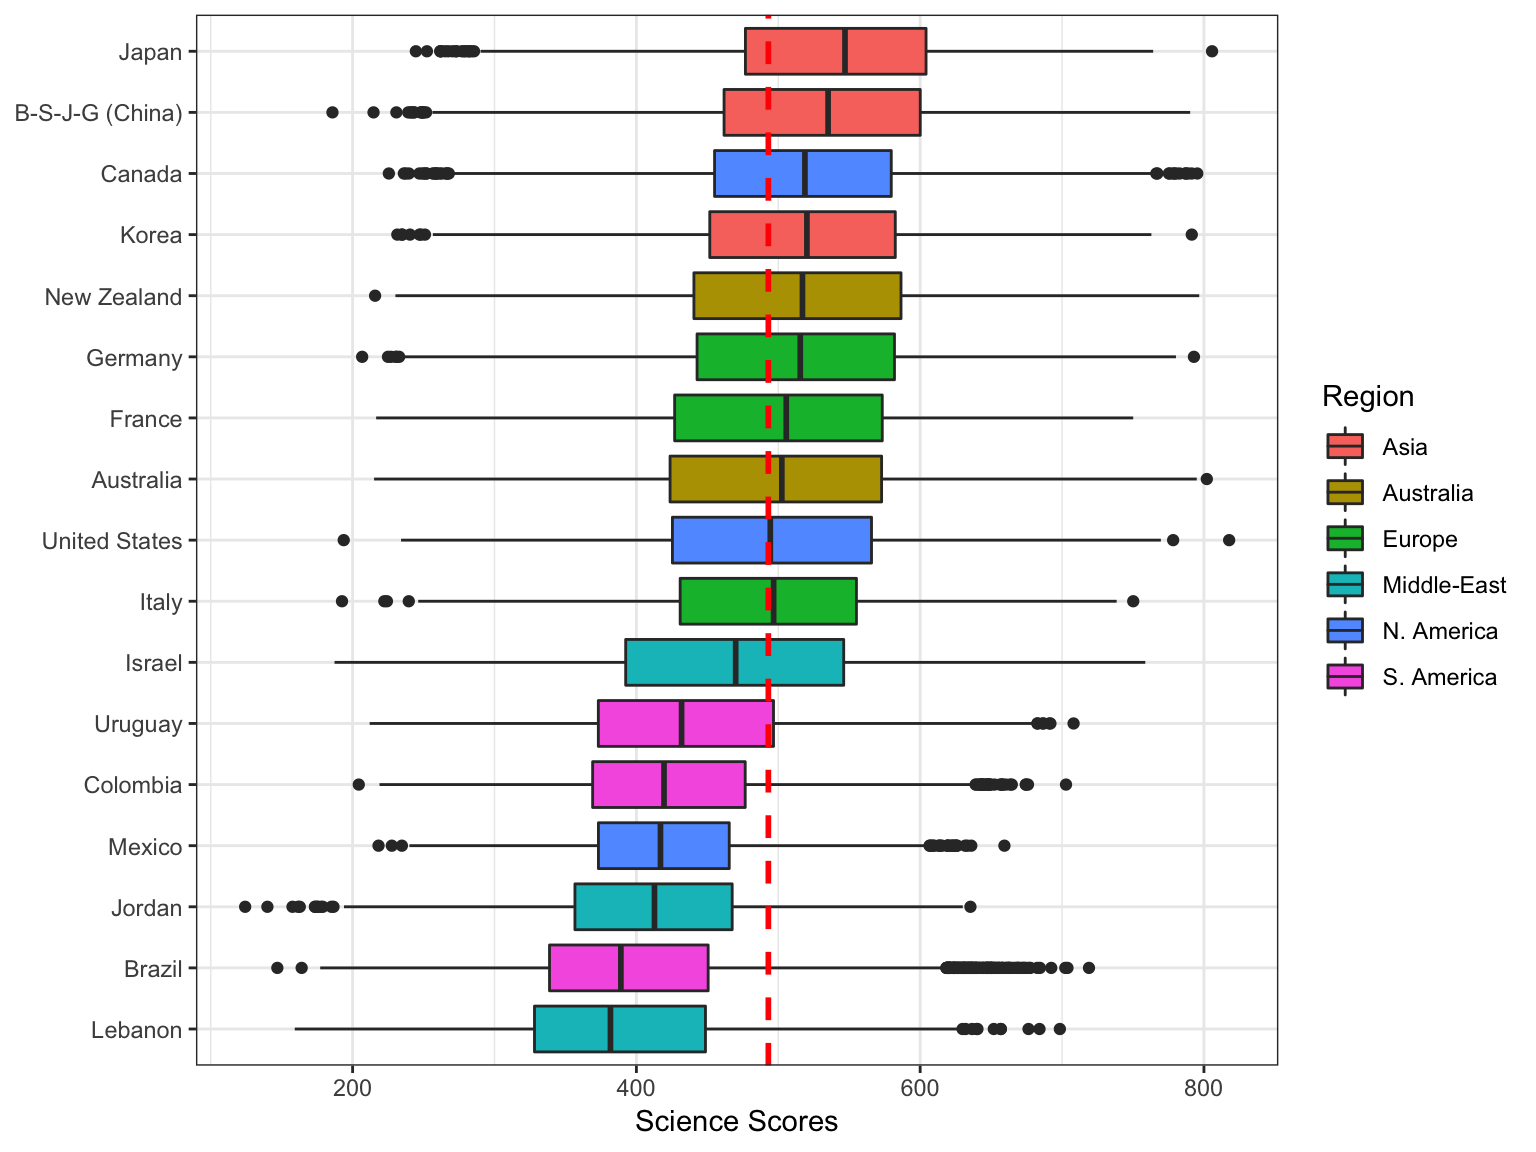 Japan
B-S-J-G (China)
Canada
Korea
New Zealand
Germany
France
Australia
United States
Italy
Israel
Uruguay
Colombia
Mexico
Jordan
Brazil
Lebanon
200 400 600 800
Science Scores
Region
Asia
Australia
Europe
Middle-East
N. America
S. America